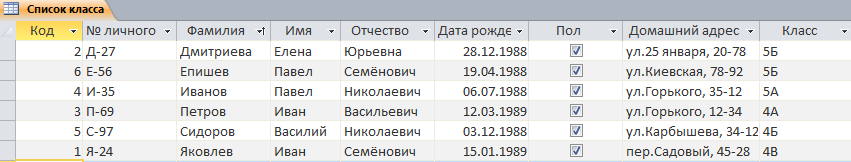 Список класса
Код № личного Фамилия Имя Отчество Дата рожде Пол Домашний адрес Класс
2 Д-27 Дмитриева Елена Юрьевна 28.12.1988 ул.25 января, 20-78 5Б
6 Е-56 Епишев Павел Семёнович 19.04.1988 ул.Киевская, 78-92 5Б
4 И-35 Иванов Павел Николаевич 06.07.1988 ул.Горького, 35-12 5А
3 П-69 Петров Иван Васильевич 12.03.1989 ул.Горького, 12-34 4А
5 С-97 Сидоров Василий Николаевич 03.12.1988 ул.Карбышева, 34-12 4Б
1 Я-24 Яковлев Иван Семёнович 15.01.1989 пер.Садовый, 45-28 4В